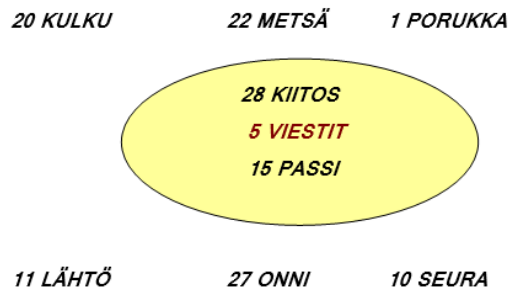 20 KULKU 22 METSÄ 1 PORUKKA
28 KIITOS
5 VIESTIT
15 PASSI
11 LÄHTÖ 27 ONNI 10 SEURA